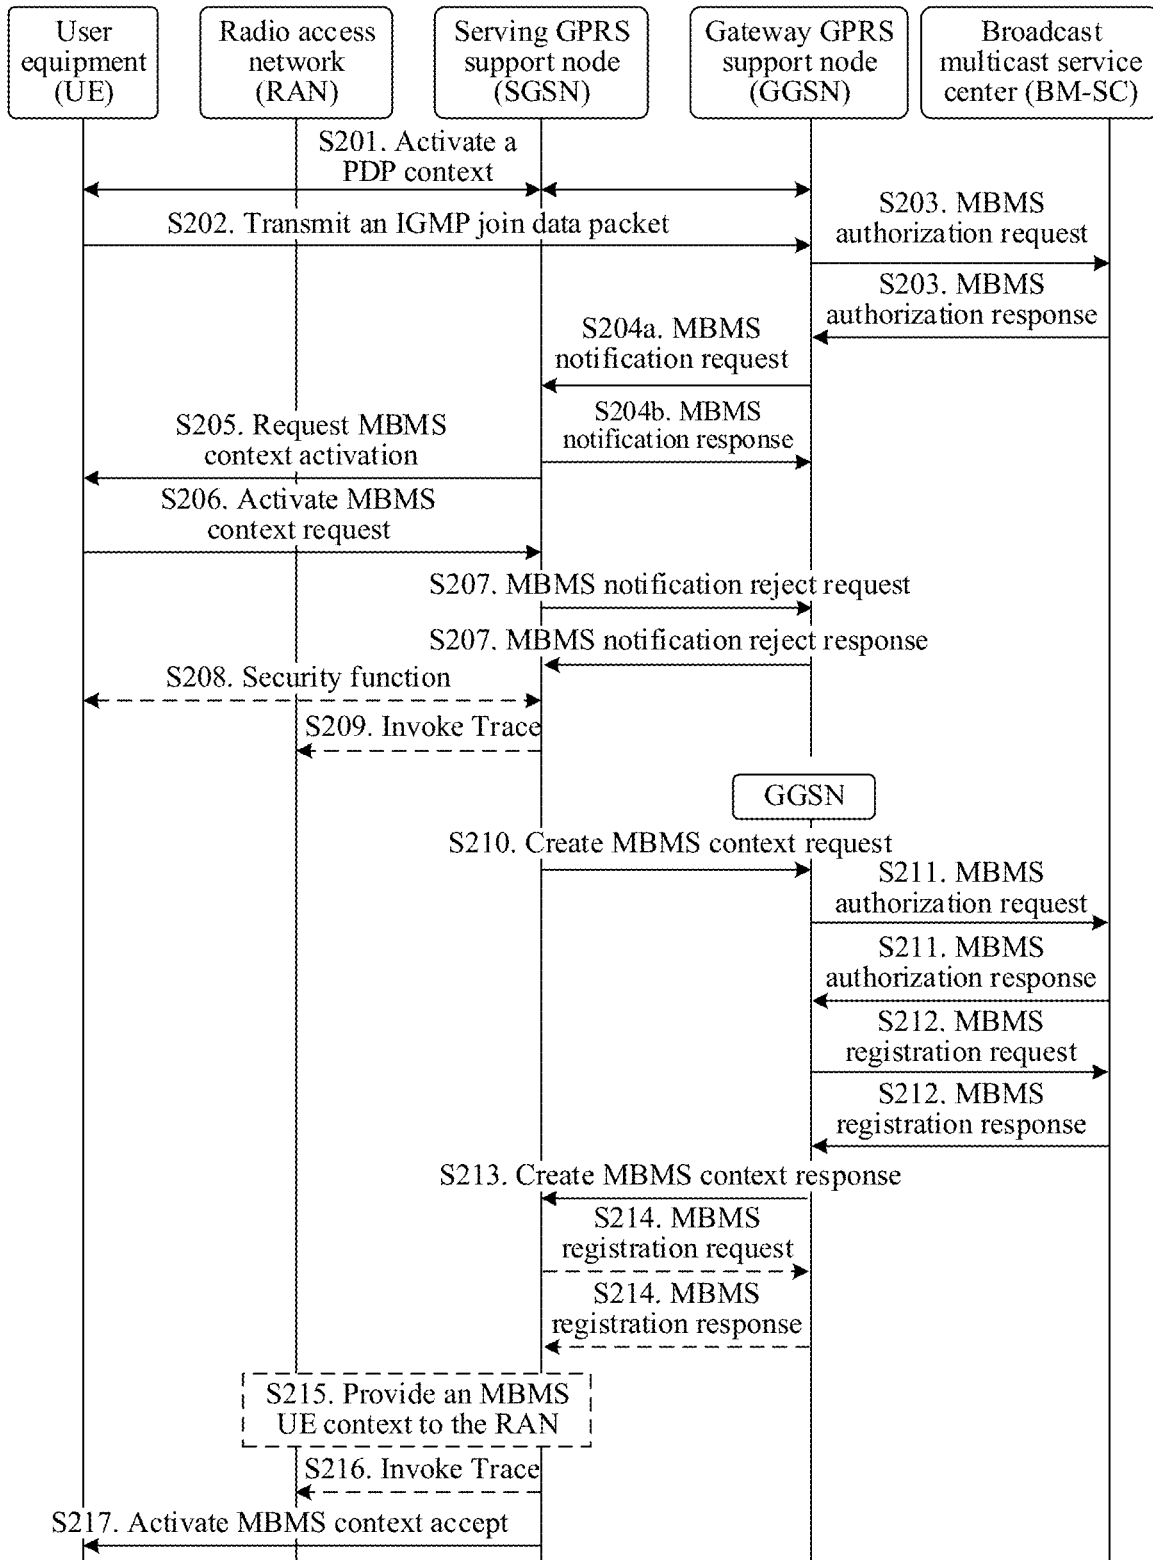 User
equipment
(UE)
Radio access
network
(RAN)
Serving GPRS
support node
(SGSN)
Gateway GPRS
support node
(GGSN)
Broadcast
multicast service
center (BM-SC)
S201. Activate a
PDP context
S202. Transmit an IGMP join data packet
S203. MBMS
authorization request
S203. MBMS
authorization response
S204a. MBMS
notification request
S204b. MBMS
notification response
S205. Request MBMS
context activation
S206. Activate MBMS
context request
S207. MBMS notification reject request
S207. MBMS notification reject response
S208. Security function
S209. Invoke Trace
GGSN
S210. Create MBMS context request
S211. MBMS
authorization request
S211. MBMS
authorization response
S212. MBMS
registration request
S212. MBMS
registration response
S213. Create MBMS context response
S214. MBMS
registration request
S214. MBMS
registration response
S215. Provide an MBMS
UE context to the RAN
S216. Invoke Trace
S217. Activate MBMS context accept